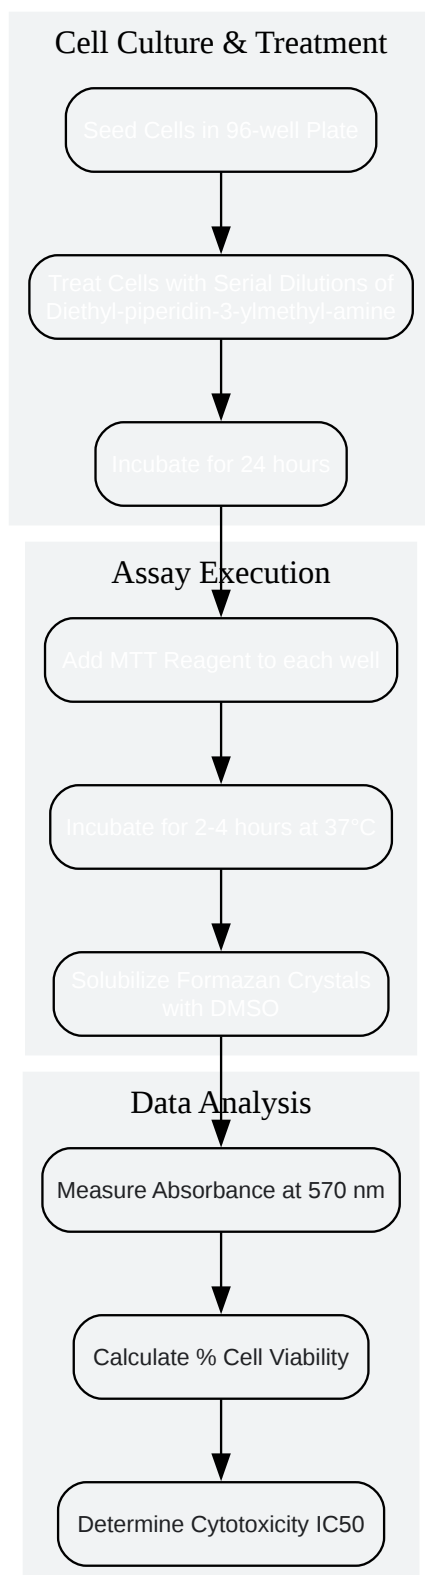 Cell Culture & Treatment
Seed Cells in 96-well Plate
Treat Cells with Serial Dilutions of
Diethyl-piperidin-3-ylmethyl-amine
Incubate for 24 hours
Assay Execution
Add MTT Reagent to each well
Incubate for 2-4 hours at 37°C
Solubilize Formazan Crystals
with DMSO
Data Analysis
Measure Absorbance at 570 nm
Calculate % Cell Viability
Determine Cytotoxicity IC50